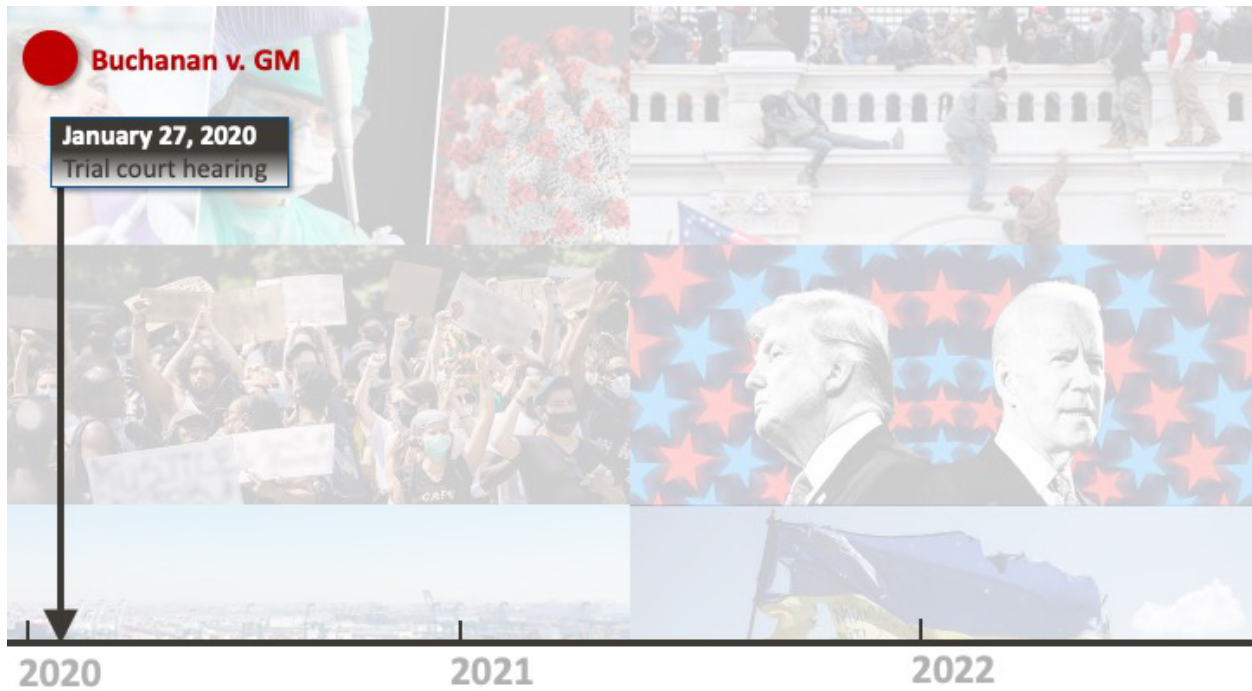 Buchanan v. GM
January 27, 2020
Trial court hearing
2020
2021
2022